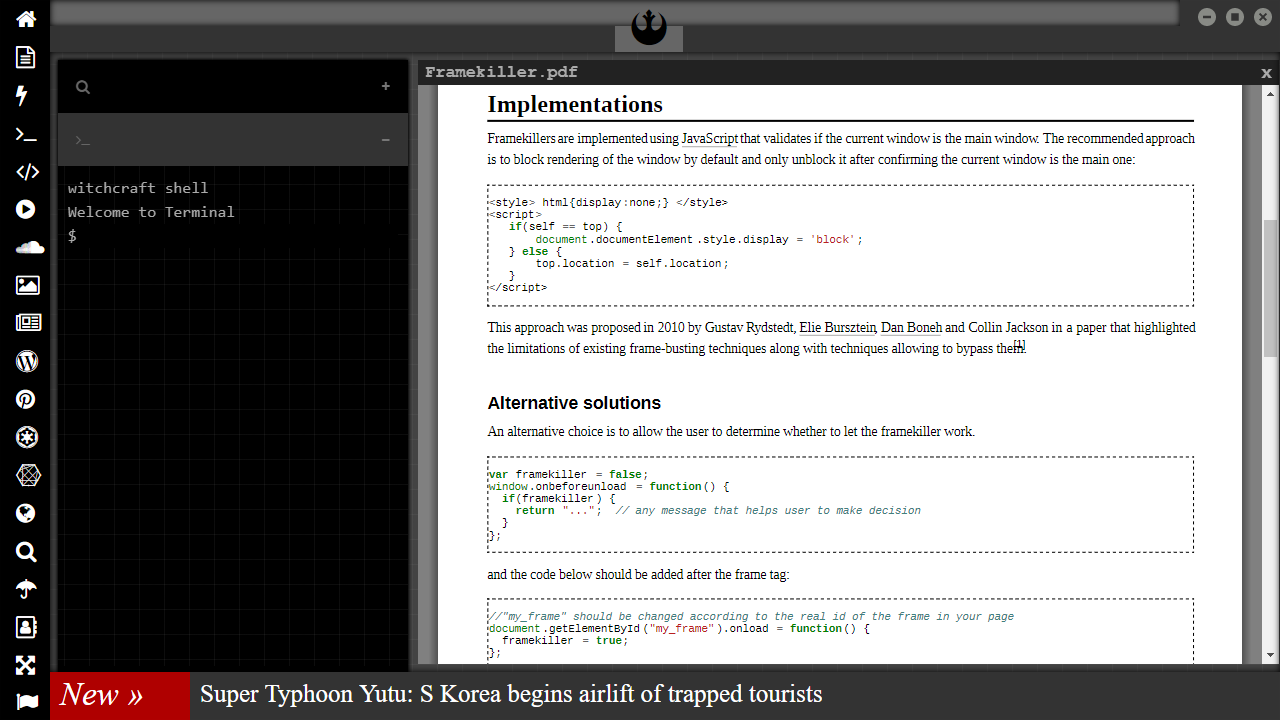 Framekiller.pdf
x
+
>_
−
witchcraft shell
Welcome to Terminal
$
Implementations
Framekillers are implemented using JavaScript that validates if the current window is the main window. The recommended approach
is to block rendering of the window by default and only unblock it after confirming the current window is the main one:
<style> html{display:none;} </style>
<script>
   if(self == top) {
       document.documentElement.style.display = 'block';
   } else {
       top.location = self.location;
   }
</script>
This approach was proposed in 2010 by Gustav Rydstedt, Elie Bursztein, Dan Boneh and Collin Jackson in a paper that highlighted
the limitations of existing frame-busting techniques along with techniques allowing to bypass them.[1]
Alternative solutions
An alternative choice is to allow the user to determine whether to let the framekiller work.
var framekiller = false;
window.onbeforeunload = function() {
  if(framekiller) {
    return "...";  // any message that helps user to make decision
  }
};
and the code below should be added after the frame tag:
//"my_frame" should be changed according to the real id of the frame in your page
document.getElementById("my_frame").onload = function() {
  framekiller = true;
};
New »
Super Typhoon Yutu: S Korea begins airlift of trapped tourists